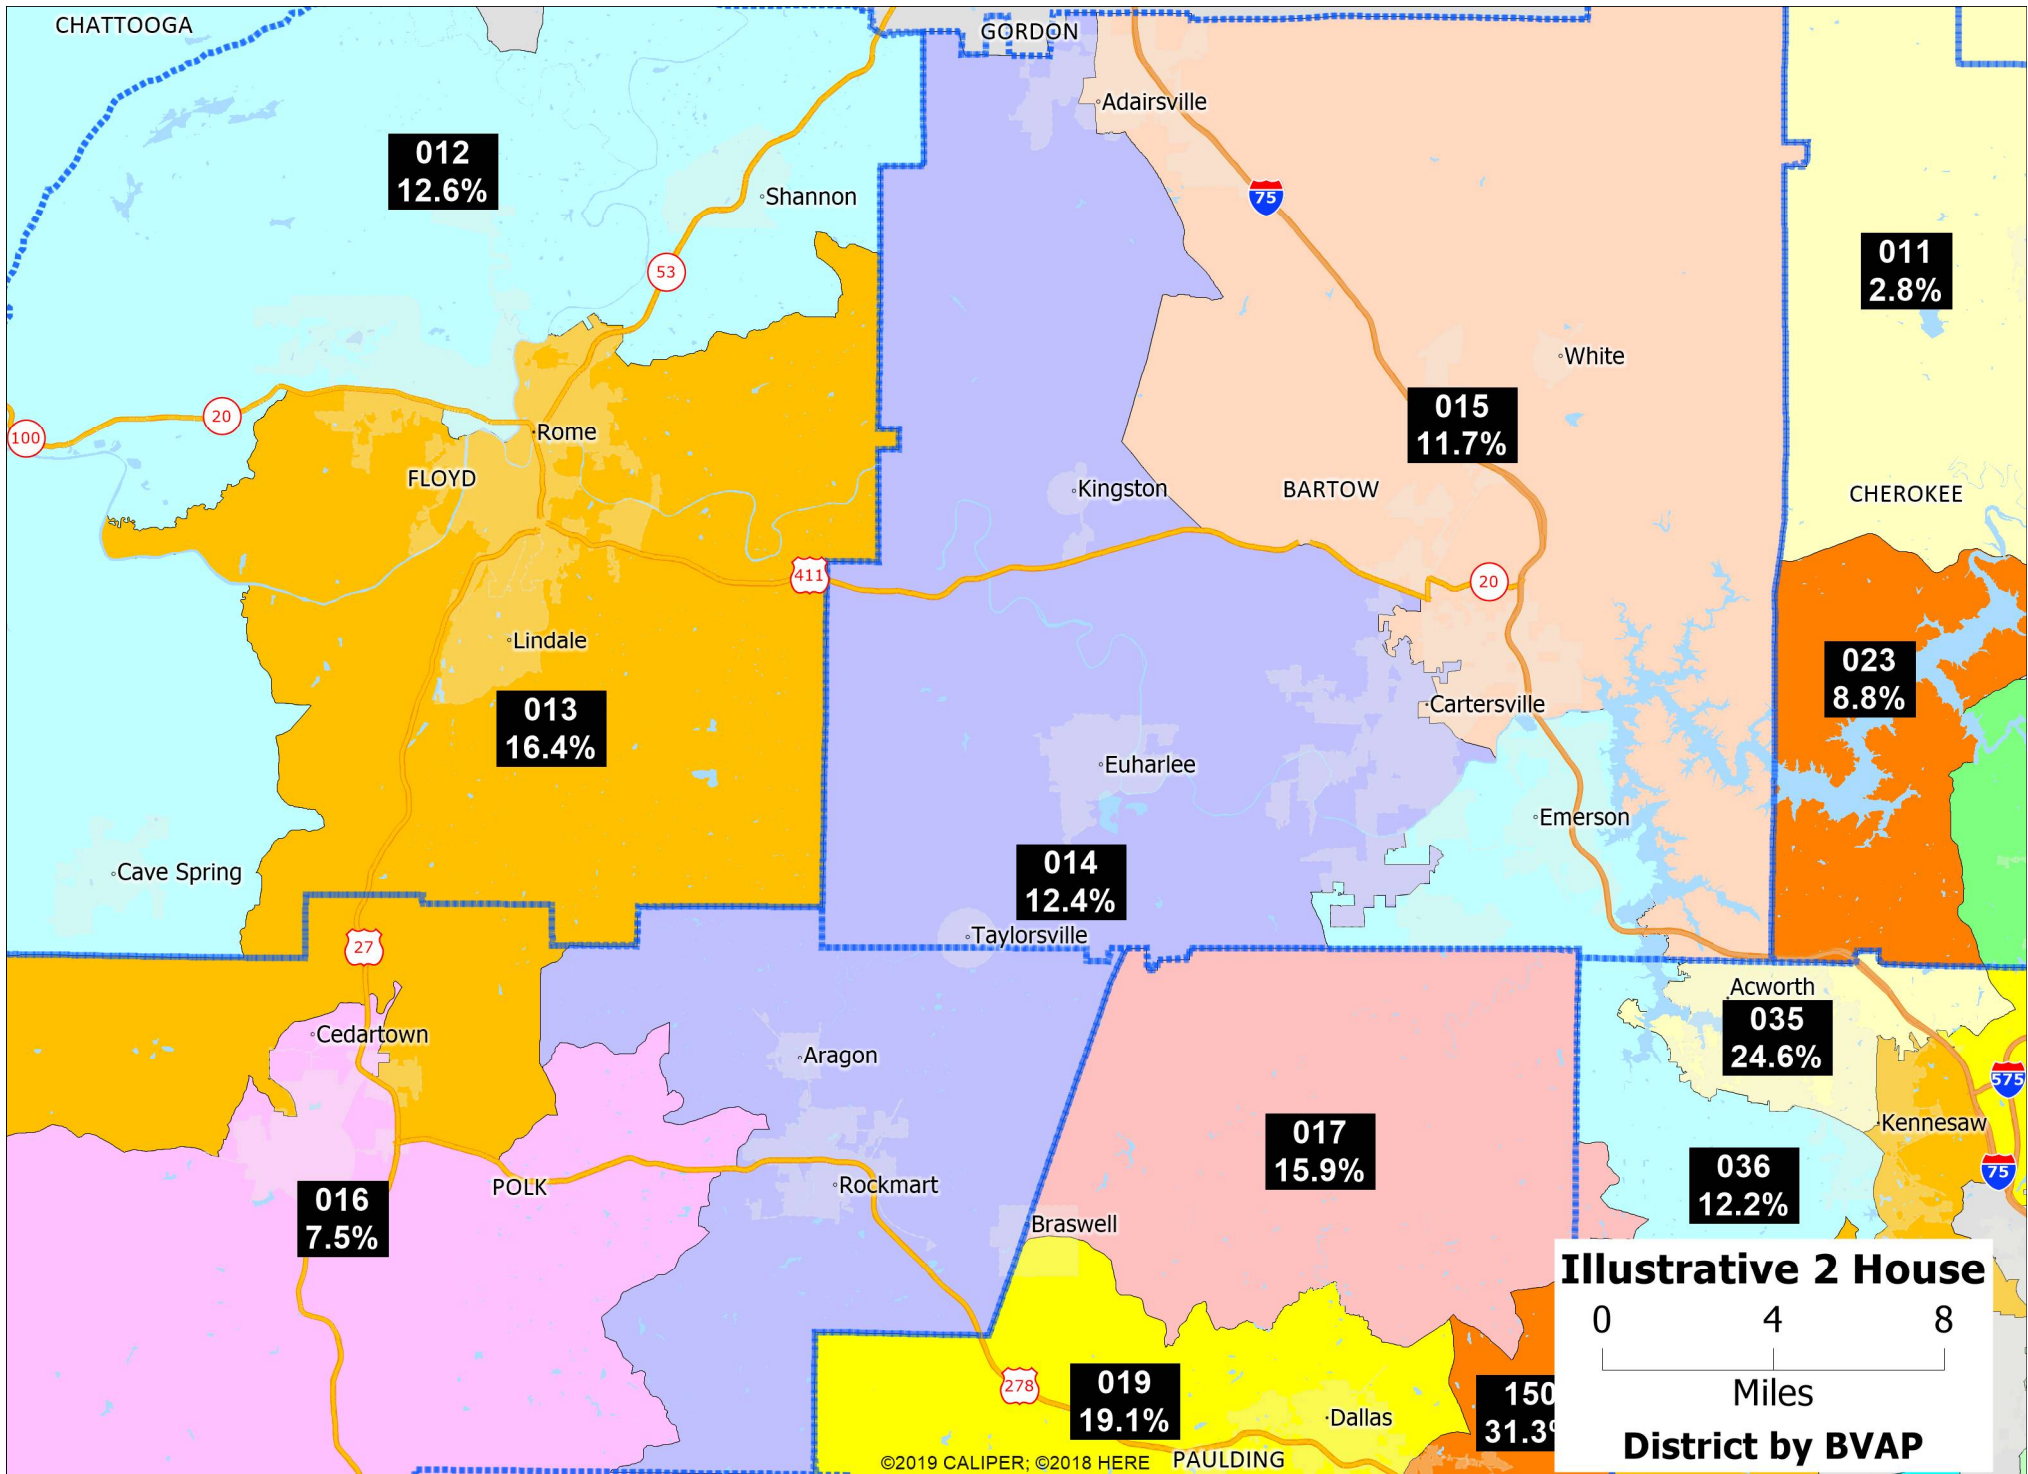 CHATTOOGA
GORDON
Adairsville
012
12.6%
Shannon
75
011
2.8%
53
White
015
11.7%
20
100
Rome
FLOYD
Kingston
BARTOW
CHEROKEE
411
20
Lindale
023
8.8%
013
16.4%
Cartersville
Euharlee
Emerson
Cave Spring
014
12.4%
Taylorsville
27
Acworth
035
24.6%
Cedartown
Aragon
575
Kennesaw
017
15.9%
75
036
12.2%
POLK
Rockmart
016
7.5%
Braswell
Illustrative 2 House
0 4 8
Miles
District by BVAP
278
019
19.1%
150
31.3%
Dallas
PAULDING
©2019 CALIPER; ©2018 HERE